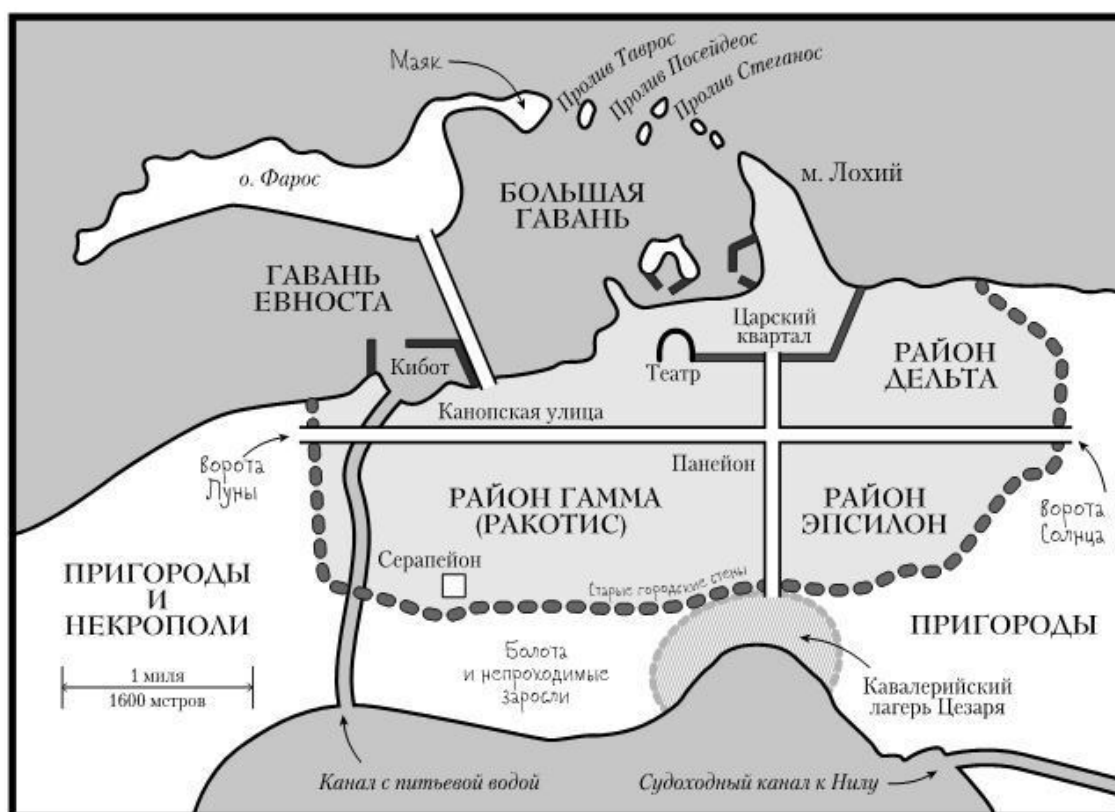 Маяк
Пролив Таврос
Пролив Посейдеос
Пролив Стеганос
о. Фарос
БОЛЬШАЯ
ГАВАНЬ
м. Лохий
ГАВАНЬ
ЕВНОСТА
Царский
квартал
Кибот
Театр
РАЙОН
ДЕЛЬТА
Канопская улица
Ворота
Луны
Панейон
РАЙОН ГАММА
(РАКОТИС)
РАЙОН
ЭПСИЛОН
Ворота
Солнца
Серапейон
Старые городские стены
ПРИГОРОДЫ
И
НЕКРОПОЛИ
ПРИГОРОДЫ
Болота
и непроходимые
заросли
1 миля
1600 метров
Кавалерийский
лагерь Цезаря
Канал с питьевой водой
Судоходный канал к Нилу